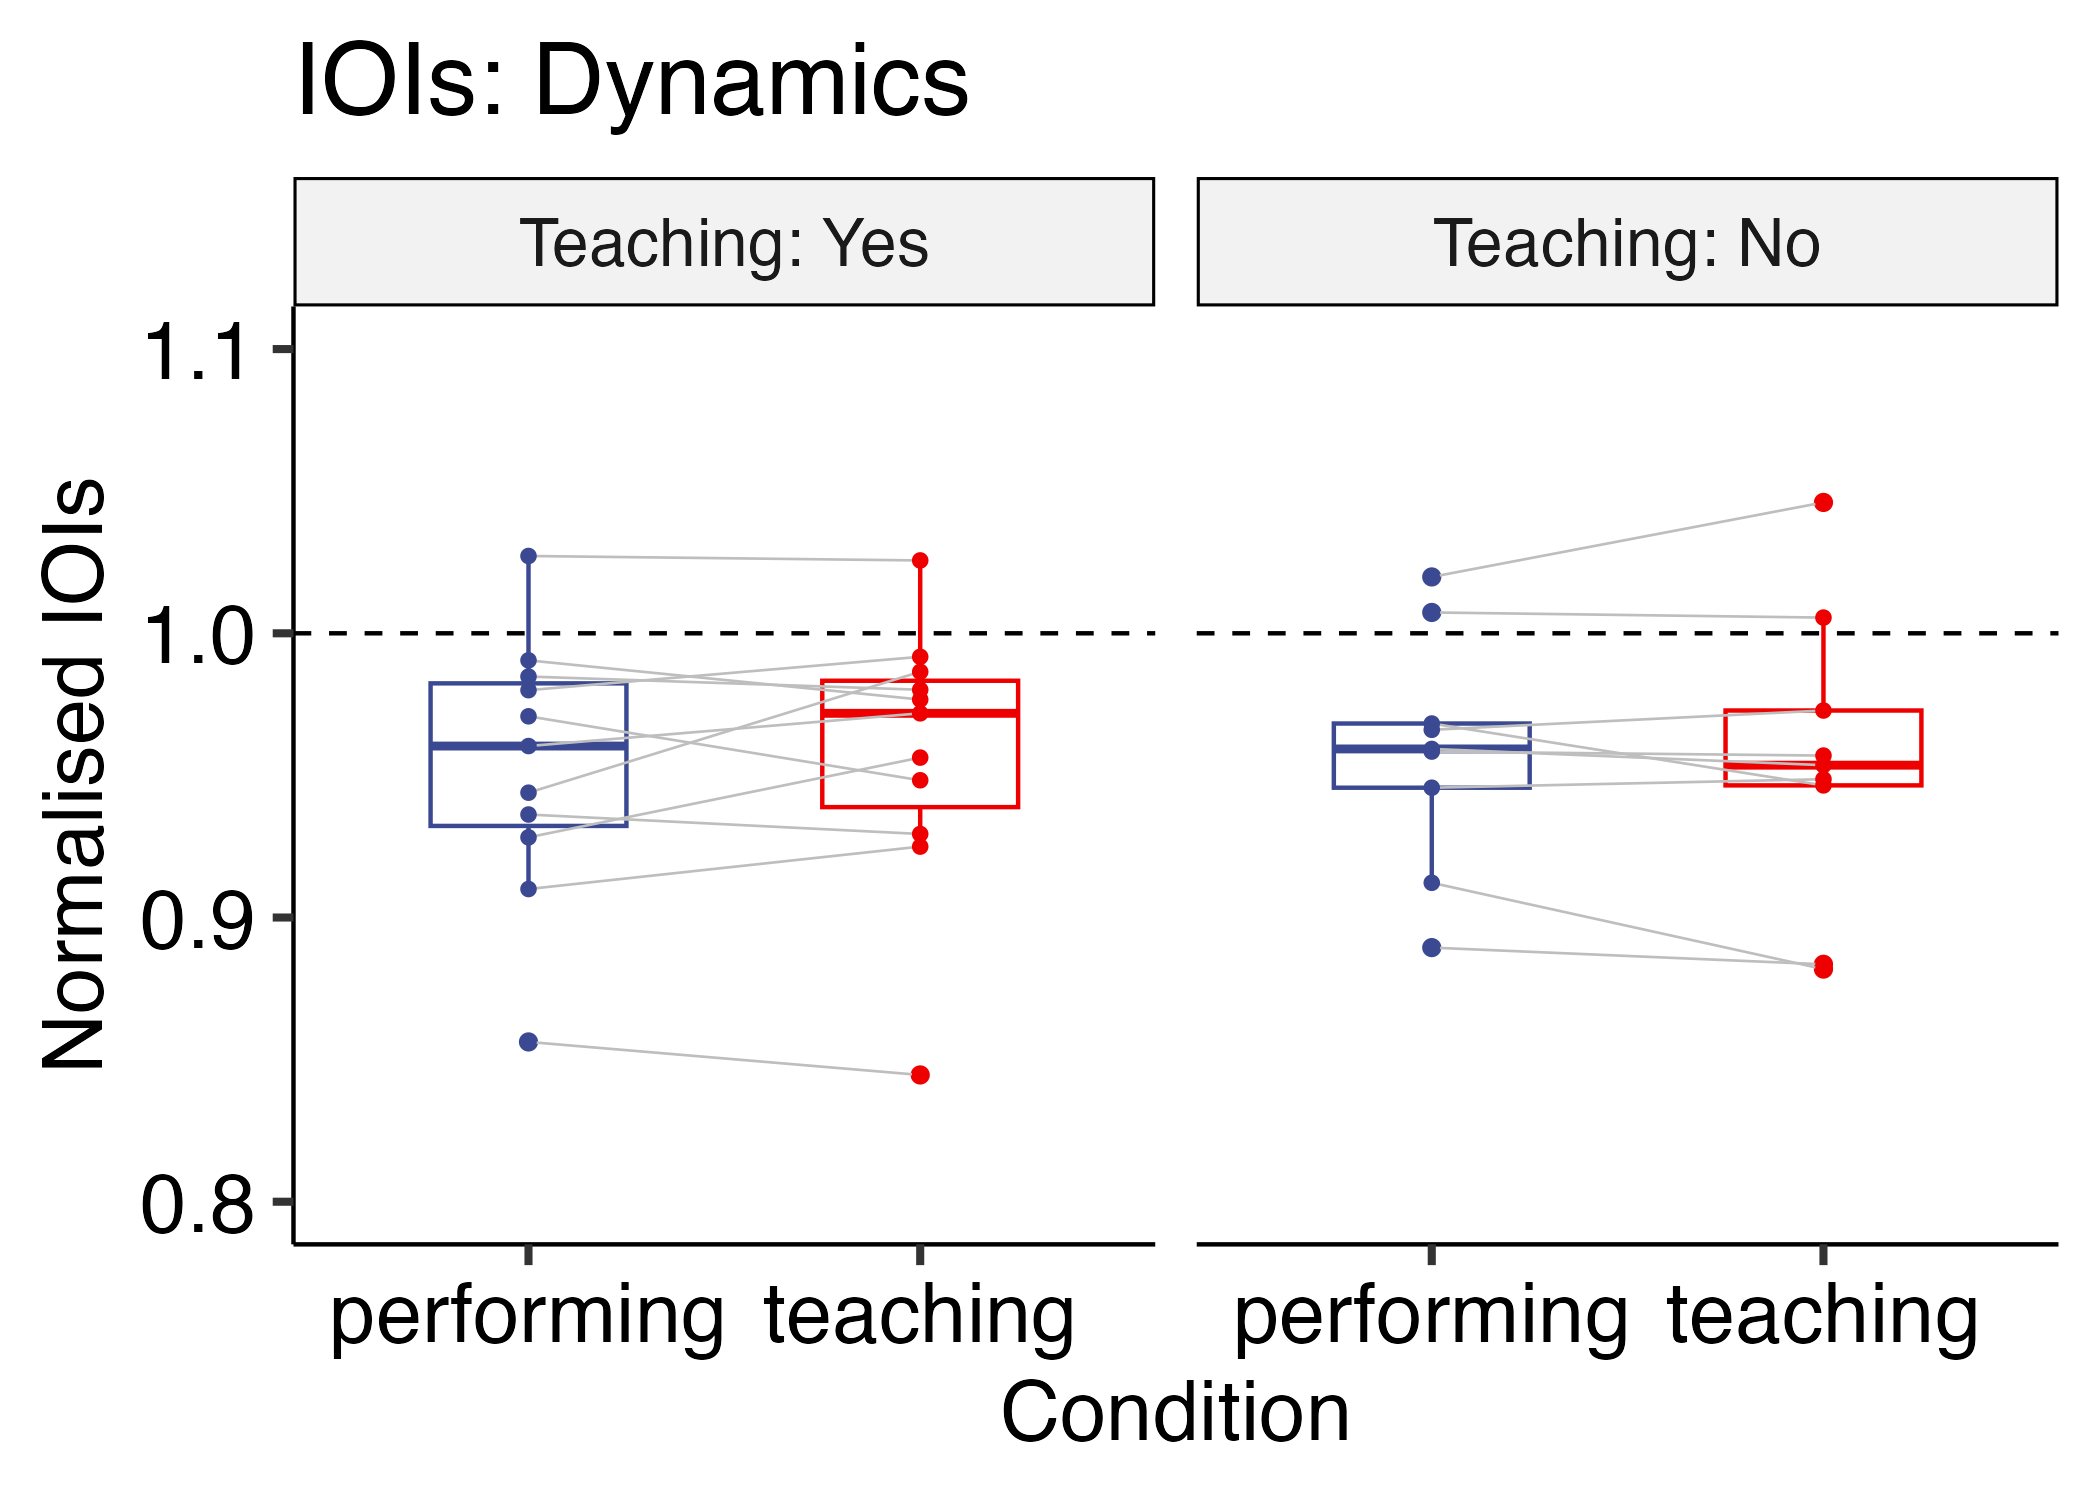 IOIs: Dynamics
Teaching: Yes
Teaching: No
Normalised IOIs
1.1
1.0
0.9
0.8
performing teaching
performing teaching
Condition